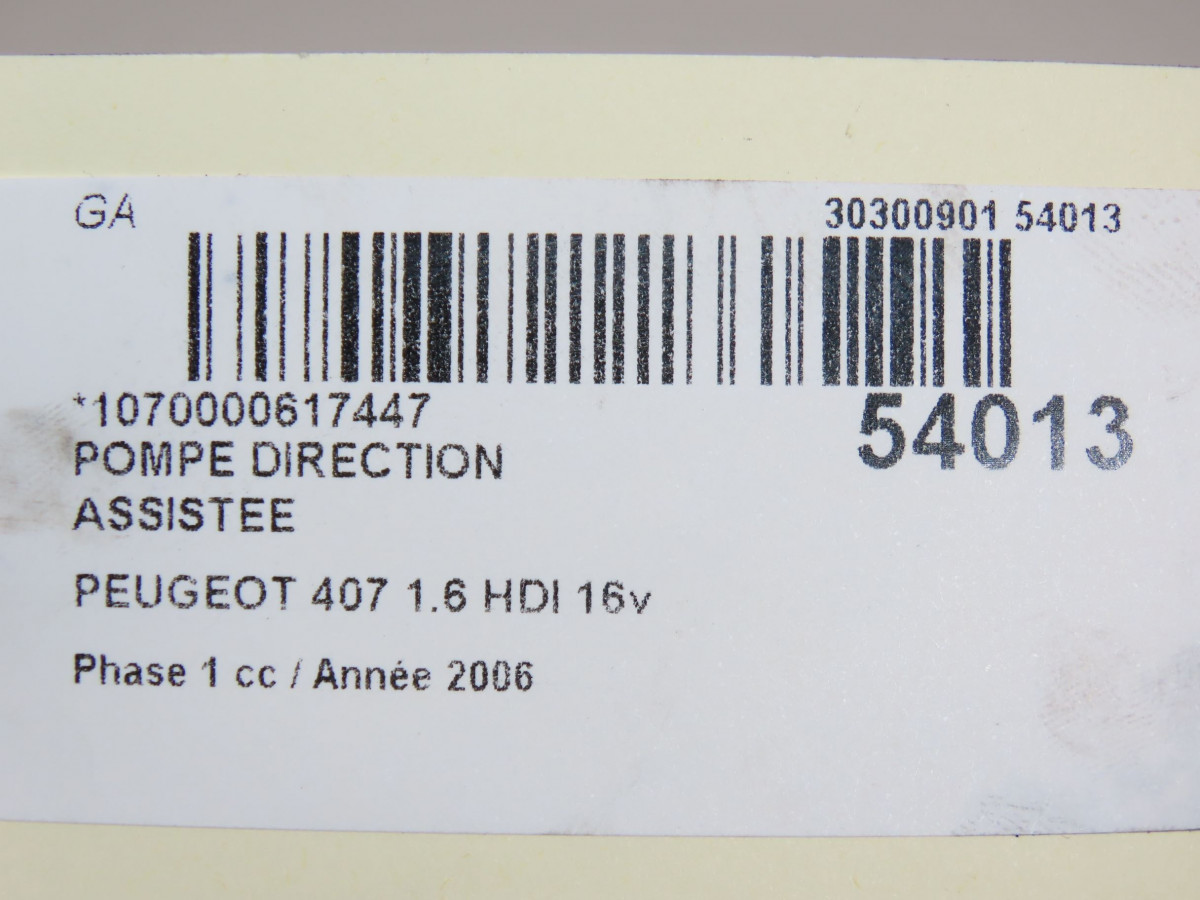 GA
30300901 54013
*1070000617447
54013
POMPE DIRECTION
ASSISTEE
PEUGEOT 407 1.6 HDI 16v
Phase 1 cc / Année 2006